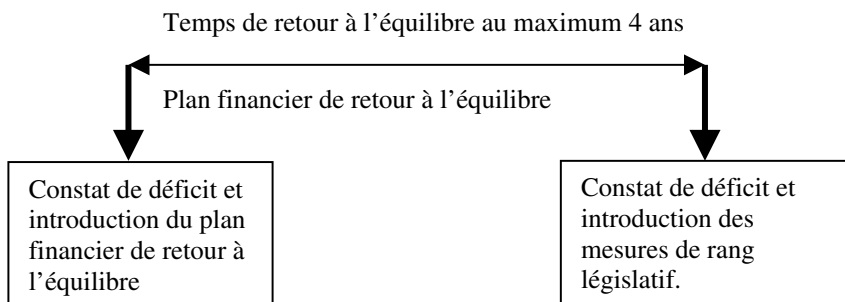 Temps de retour à l’équilibre au maximum 4 ans
Plan financier de retour à l’équilibre
Constat de déficit et
introduction du plan
financier de retour à
l’équilibre
Constat de déficit et
introduction des
mesures de rang
législatif.